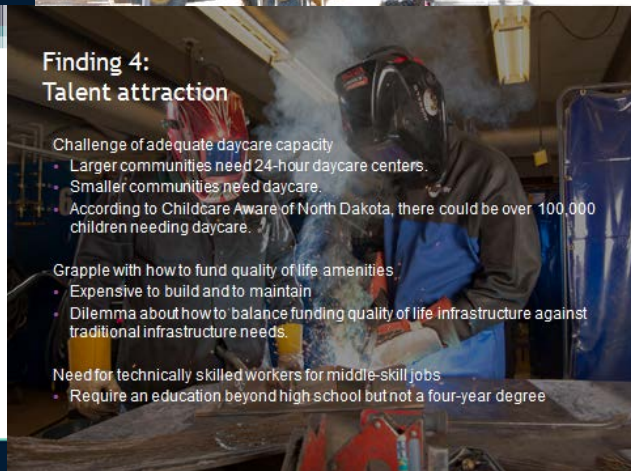 Finding 4:
Talent attraction
Challenge of adequate daycare capacity
Larger communities need 24-hour daycare centers.
Smaller communities need daycare.
According to Childcare Aware of North Dakota, there could be over 100,000
children needing daycare.
Grapple with how to fund quality of life amenities
Expensive to build and to maintain
Dilemma about how to balance funding quality of life infrastructure against
traditional infrastructure needs.
Need for technically skilled workers for middle-skill jobs
Require an education beyond high school but not a four-year degree